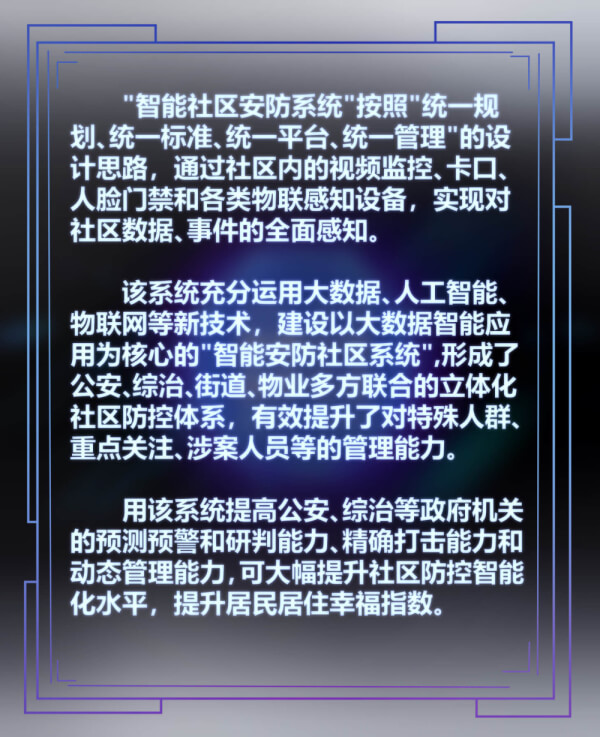 "智能社区安防系统"按照"统一规
划、统一标准、统一平台、统一管理"的设
计思路，通过社区内的视频监控、卡口、
人脸门禁和各类物联感知设备，实现对
社区数据、事件的全面感知。
该系统充分运用大数据、人工智能、
物联网等新技术，建设以大数据智能应
用为核心的"智能安防社区系统",形成了
公安、综治、街道、物业多方联合的立体化
社区防控体系，有效提升了对特殊人群、
重点关注、涉案人员等的管理能力。
用该系统提高公安、综治等政府机关
的预测预警和研判能力、精确打击能力和
动态管理能力,可大幅提升社区防控智能
化水平，提升居民居住幸福指数。